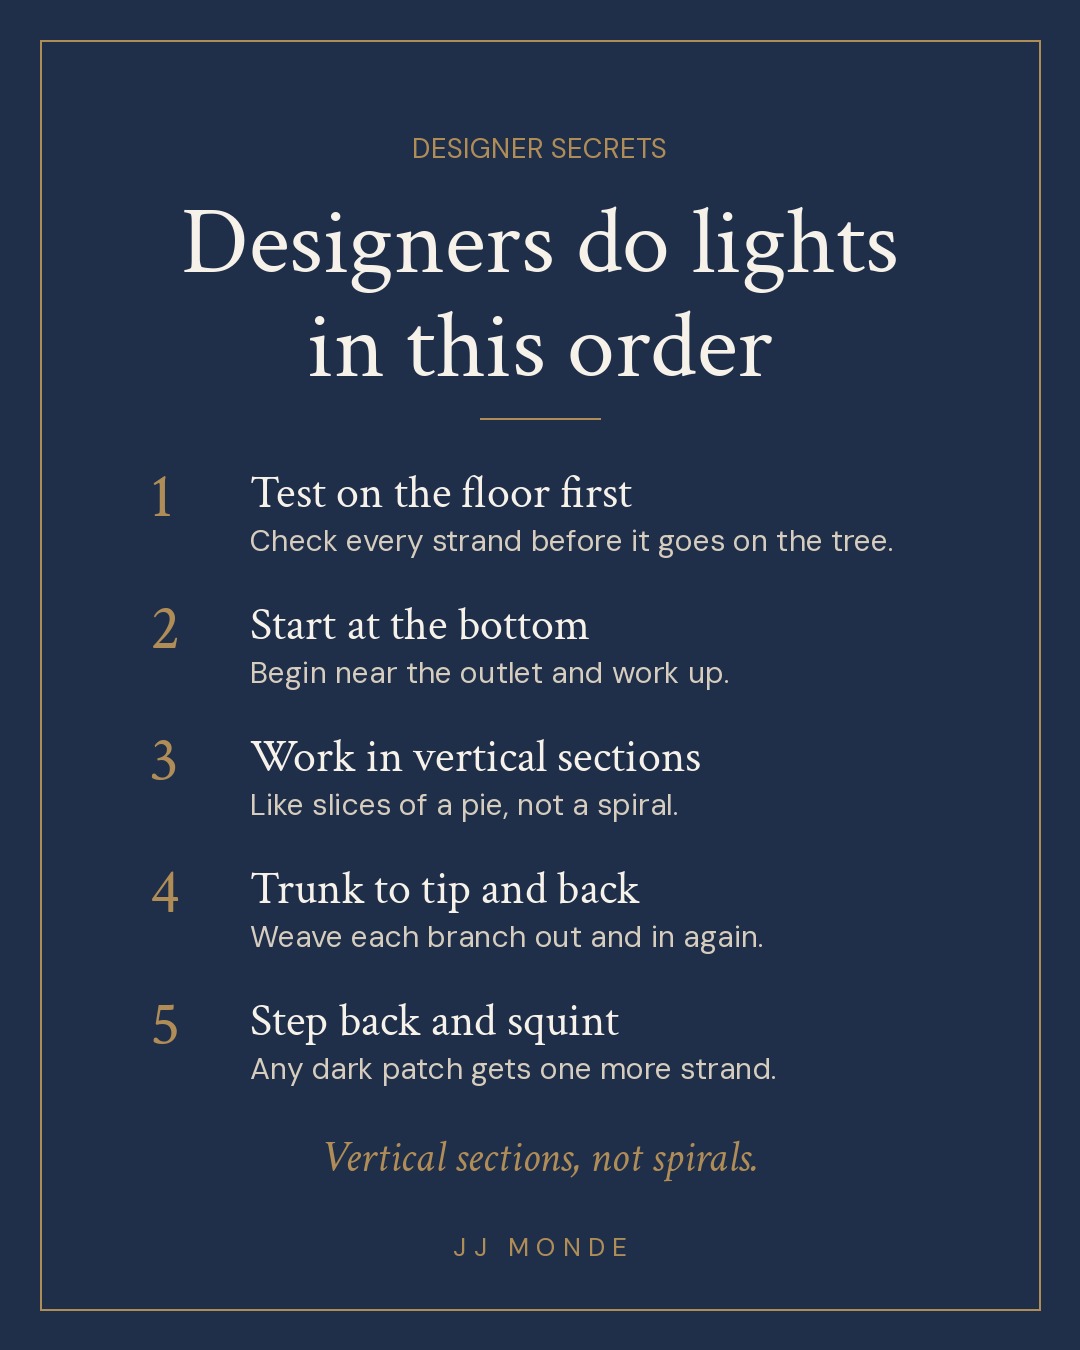 DESIGNER SECRETS
Designers do lights
in this order
1 Test on the floor first
Check every strand before it goes on the tree.
2 Start at the bottom
Begin near the outlet and work up.
3 Work in vertical sections
Like slices of a pie, not a spiral.
4 Trunk to tip and back
Weave each branch out and in again.
5 Step back and squint
Any dark patch gets one more strand.
Vertical sections, not spirals.
JJ MONDE